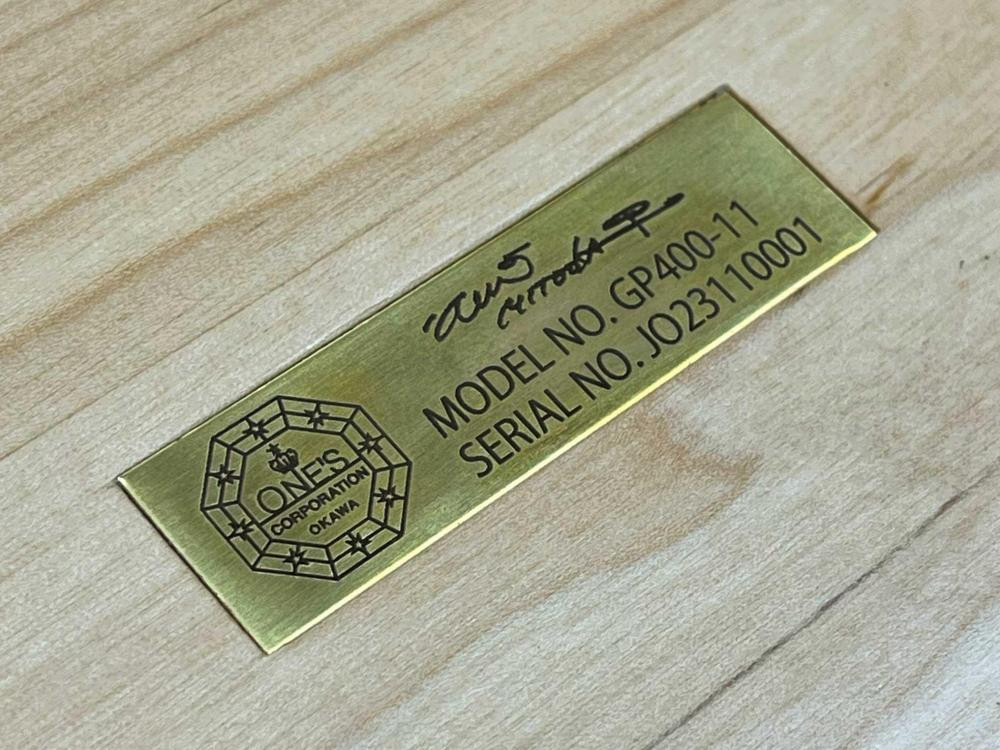 MODEL NO. GP400-11
SERIAL NO. JO23110001
ONE'S
CORPORATION
OKAWA